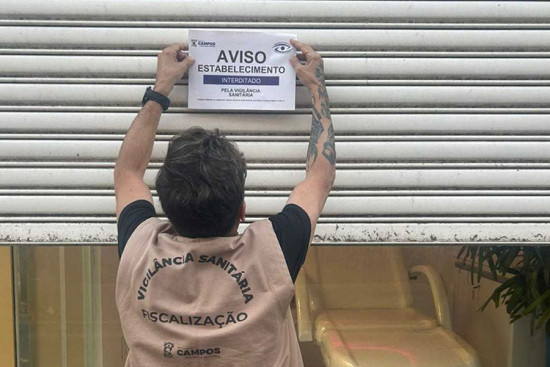 CAMPOS
AVISO
ESTABELECIMENTO
INTERDITADO
PELA VIGILÂNCIA
SANITÁRIA
VIGILÂNCIA SANITÁRIA
FISCALIZAÇÃO
CAMPOS